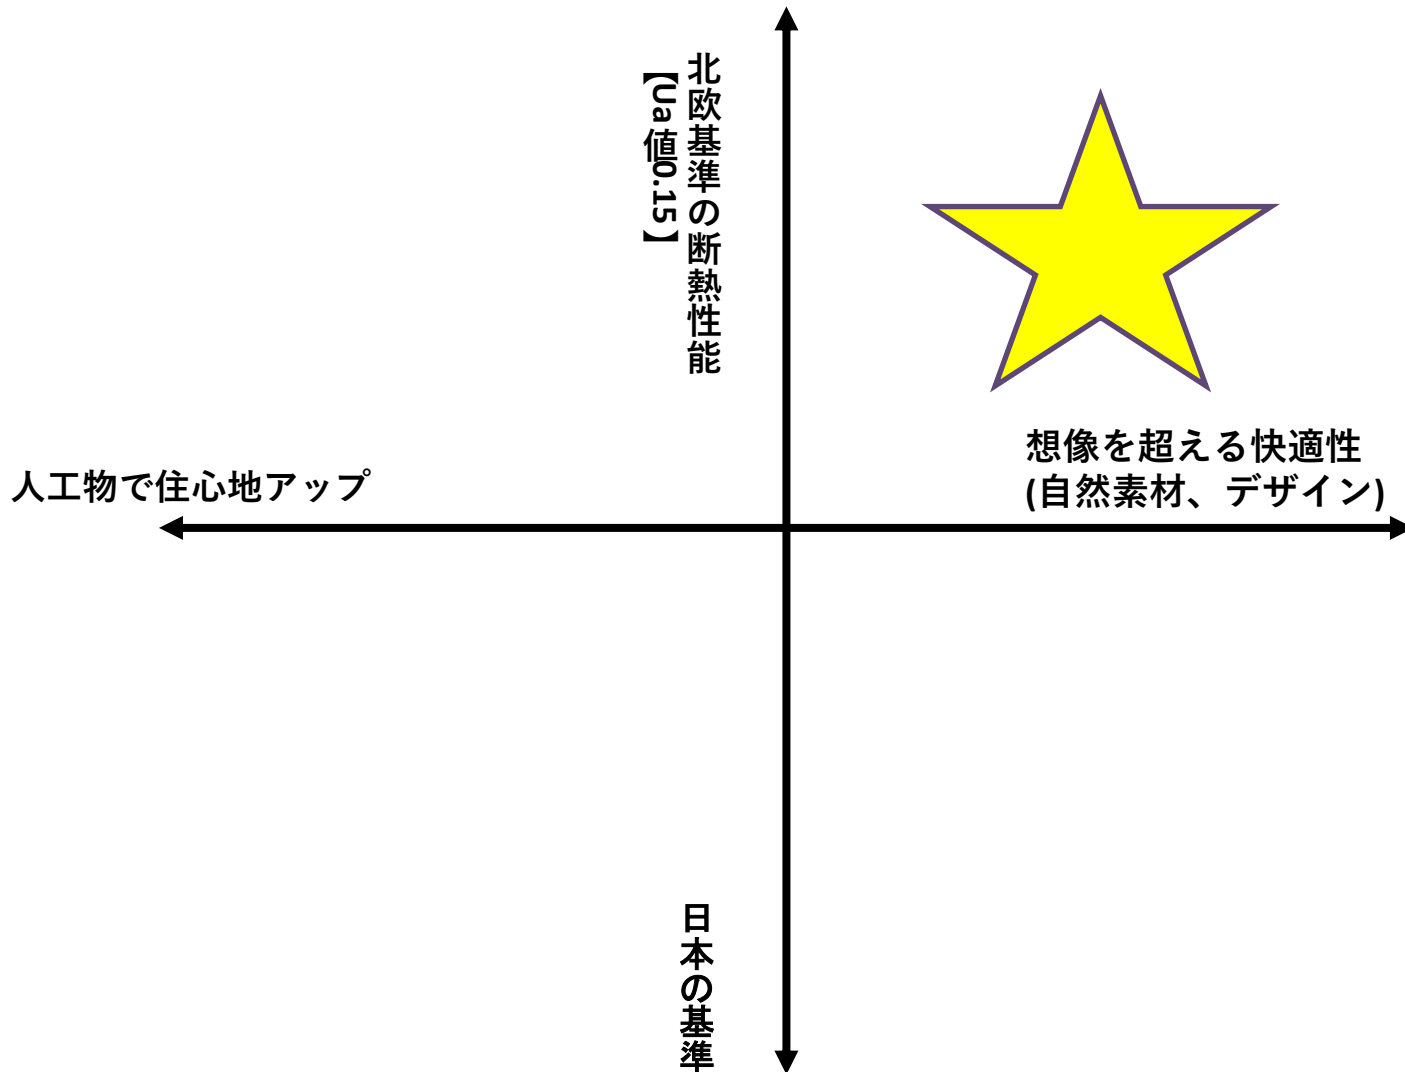 北欧基準の断熱性能
【Ua値0.15】
想像を超える快適性
(自然素材、デザイン)
人工物で住心地アップ
日本の基準